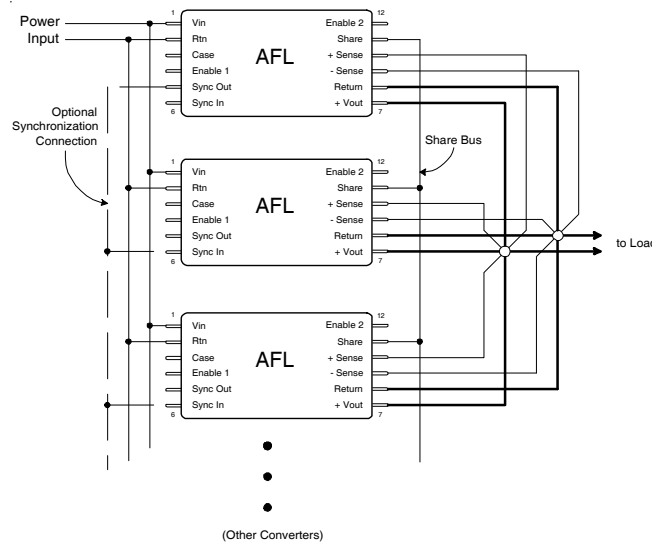 Power
Input
1
12
Vin
Enable 2
Rtn
Share
Case
AFL
+ Sense
Enable 1
- Sense
Sync Out
Return
Sync In
+ Vout
6
7
Optional
Synchronization
Connection
Share Bus
1
12
Vin
Enable 2
Rtn
Share
Case
AFL
+ Sense
Enable 1
- Sense
Sync Out
Return
Sync In
+ Vout
6
7
to Load
1
12
Vin
Enable 2
Rtn
Share
Case
AFL
+ Sense
Enable 1
- Sense
Sync Out
Return
Sync In
+ Vout
6
7
(Other Converters)